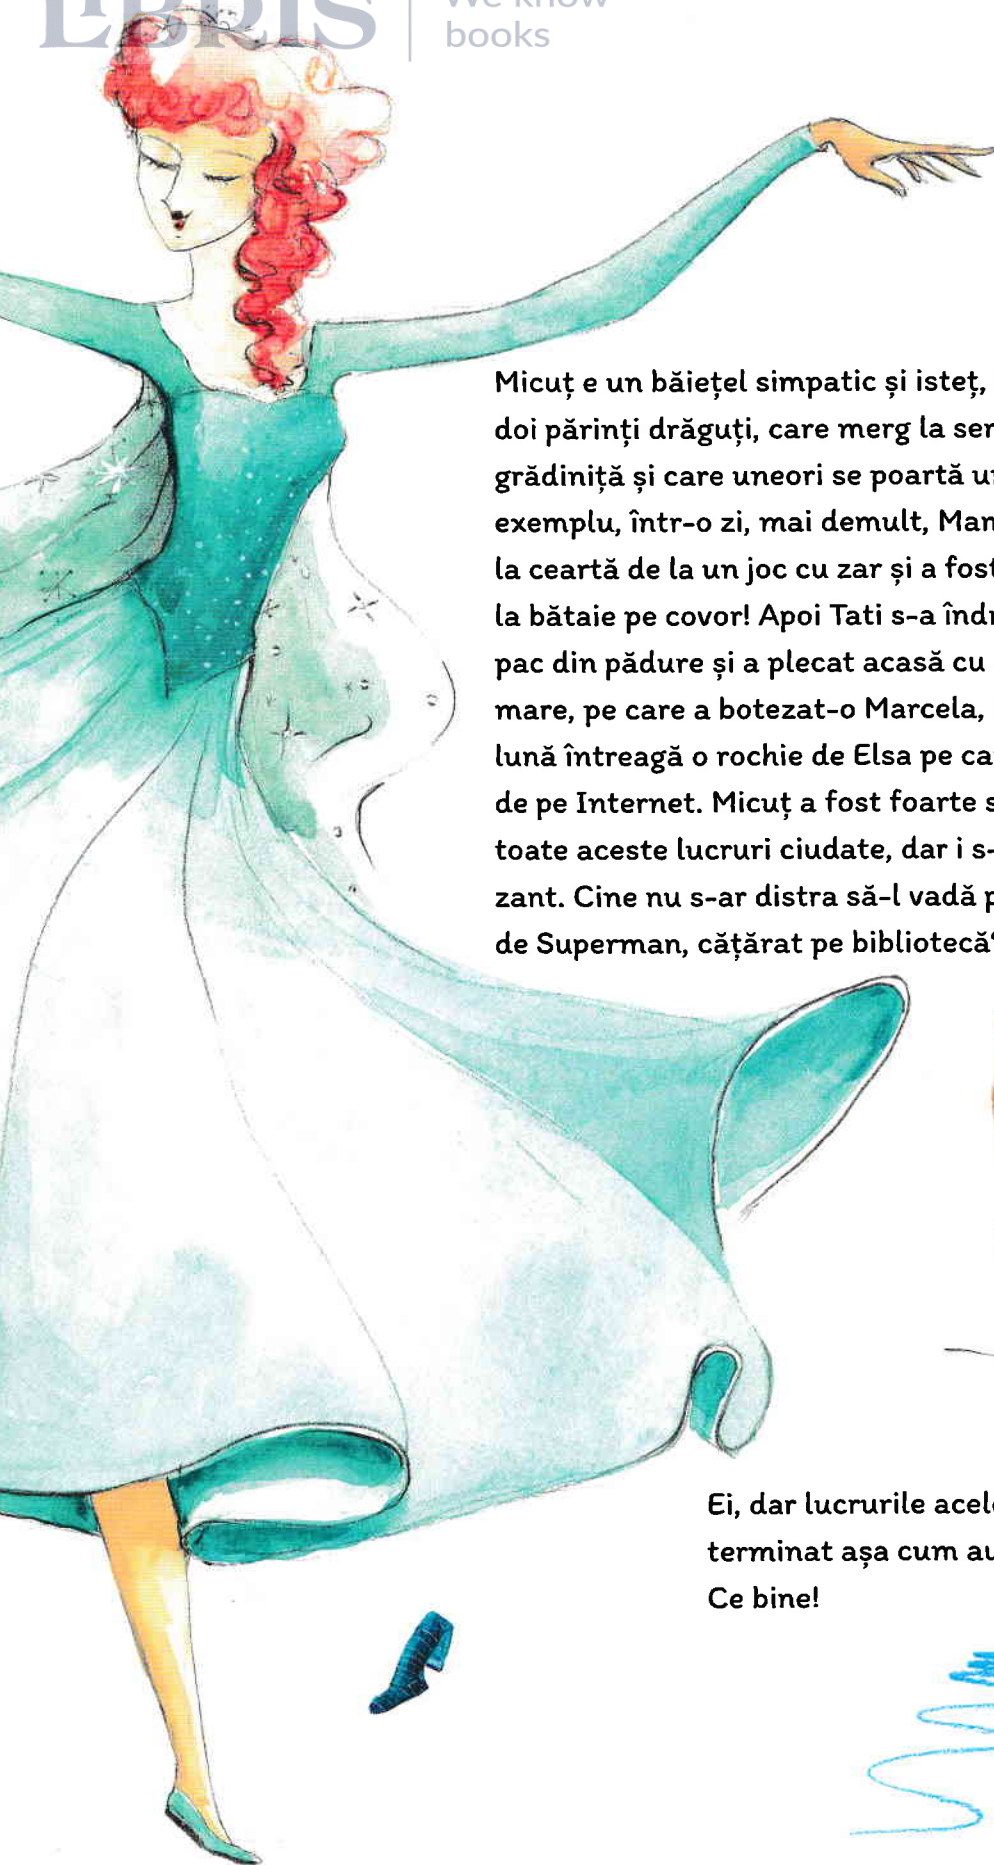 LIBRIS
We know
books
Micuț e un băiețel simpatic și isteț,
doi părinți drăguți, care merg la ser
grădiniță și care uneori se poartă u
exemplu, într-o zi, mai demult, Mam
la ceartă de la un joc cu zar și a fost
la bătaie pe covor! Apoi Tati s-a îndr
pac din pădure și a plecat acasă cu
mare, pe care a botezat-o Marcela,
lună întreagă o rochie de Elsa pe ca
de pe Internet. Micuț a fost foarte s
toate aceste lucruri ciudate, dar i s-
zant. Cine nu s-ar distra să-l vadă p
de Superman, cățărat pe bibliotecă?
Ei, dar lucrurile acel
terminat așa cum au
Ce bine!